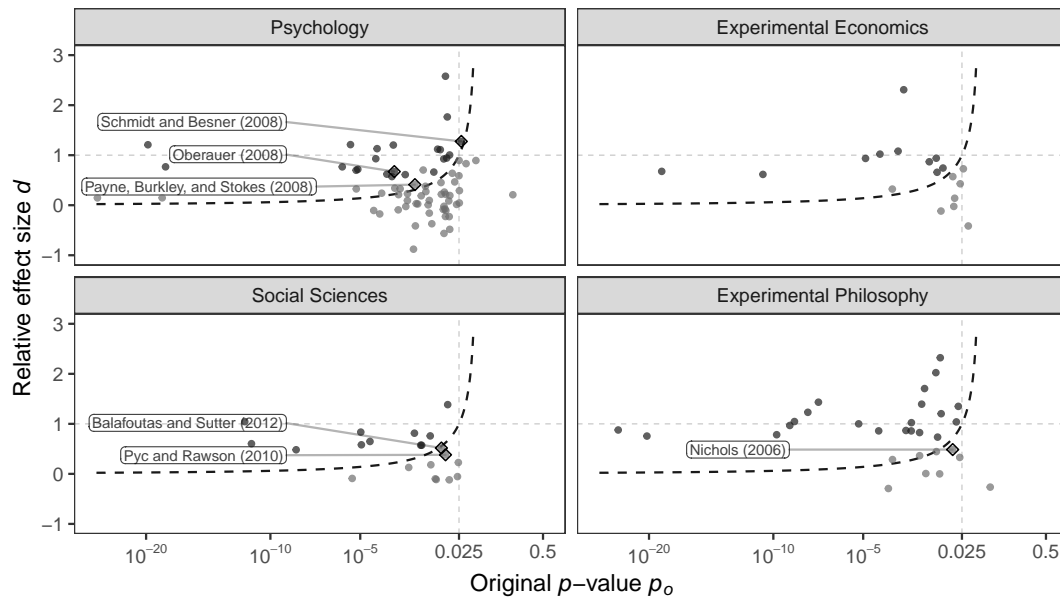 Psychology
Experimental Economics
3
2
1
0
−1
Schmidt and Besner (2008)
Oberauer (2008)
Payne, Burkley, and Stokes (2008)
Relative effect size d
Social Sciences
Experimental Philosophy
3
2
1
0
−1
Balafoutas and Sutter (2012)
Pyc and Rawson (2010)
Nichols (2006)
10⁻²⁰ 10⁻¹⁰ 10⁻⁵ 0.025 0.5
10⁻²⁰ 10⁻¹⁰ 10⁻⁵ 0.025 0.5
Original p−value pₒ